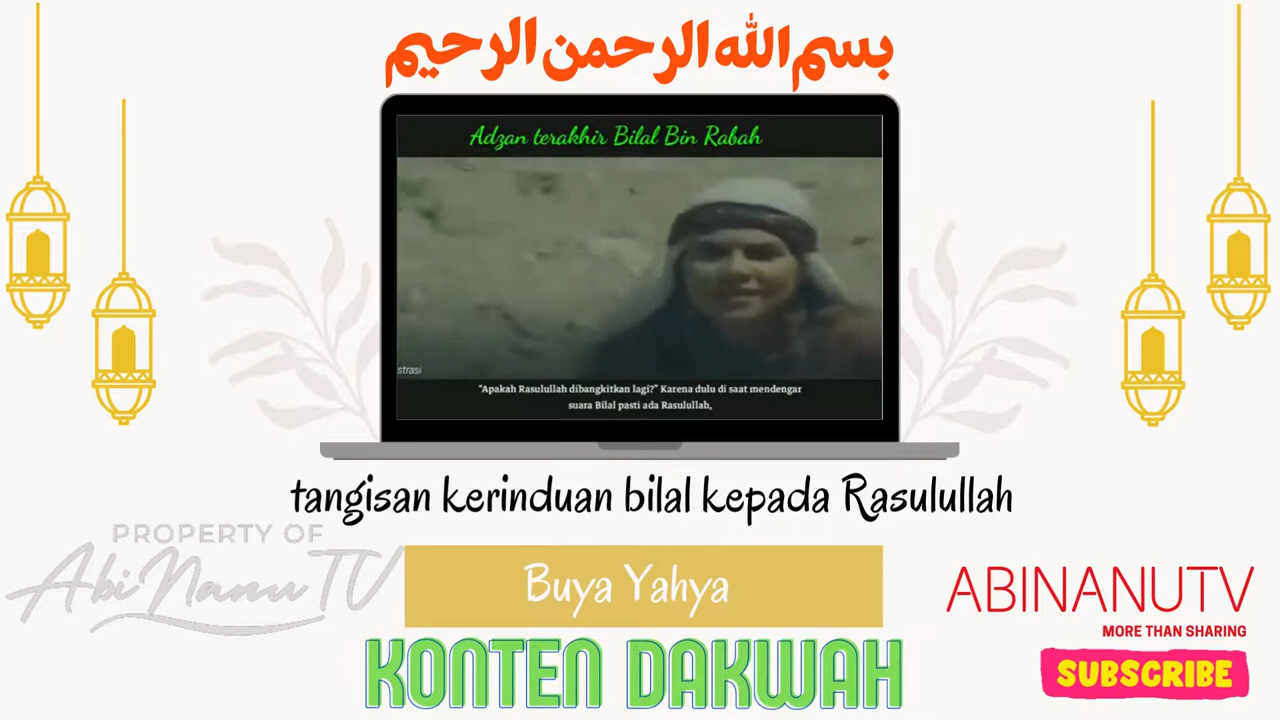 بسم الله الرحمن الرحيم
Adzan terakhir Bilal Bin Rabah
strasi
"Apakah Rasulullah dibangkitkan lagi?" Karena dulu di saat mendengar
suara Bilal pasti ada Rasulullah,
tangisan kerinduan bilal kepada Rasulullah
PROPERTY OF
AbiNanuTV
Buya Yahya
ABINANUTV
MORE THAN SHARING
KONTEN DAKWAH
SUBSCRIBE